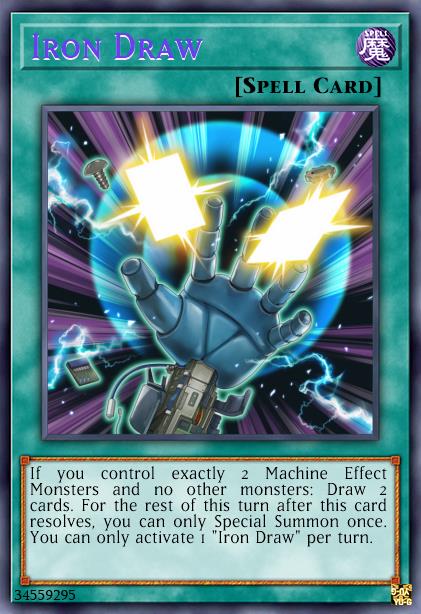 Iron Draw
SPELL
魔
[Spell Card]
If you control exactly 2 Machine Effect
Monsters and no other monsters: Draw 2
cards. For the rest of this turn after this card
resolves, you can only Special Summon once.
You can only activate 1 "Iron Draw" per turn.
34559295